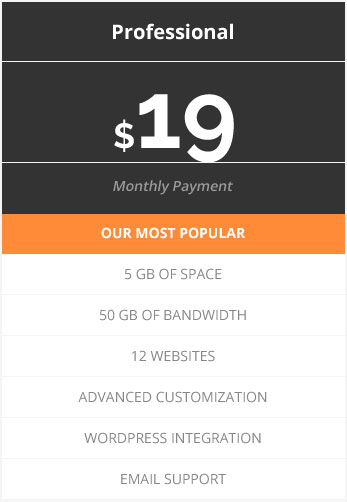 Professional
$19
Monthly Payment
OUR MOST POPULAR
5 GB OF SPACE
50 GB OF BANDWIDTH
12 WEBSITES
ADVANCED CUSTOMIZATION
WORDPRESS INTEGRATION
EMAIL SUPPORT